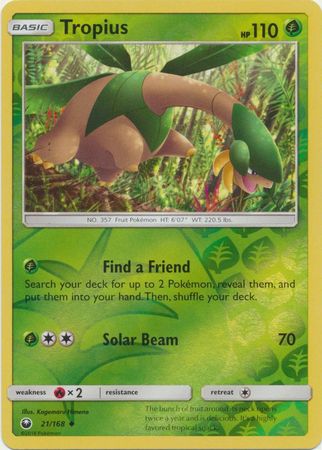 BASIC Tropius HP 110
NO. 357 Fruit Pokémon HT: 6'07" WT: 220.5 lbs.
Find a Friend
Search your deck for up to 2 Pokémon, reveal them, and
put them into your hand. Then, shuffle your deck.
Solar Beam 70
weakness × 2 resistance retreat
Illus. Kagemaru Himeno
21/168
©2018 Pokémon
The bunch of fruit around its neck ripens
twice a year and is delicious. It's a highly
favored tropical snack.